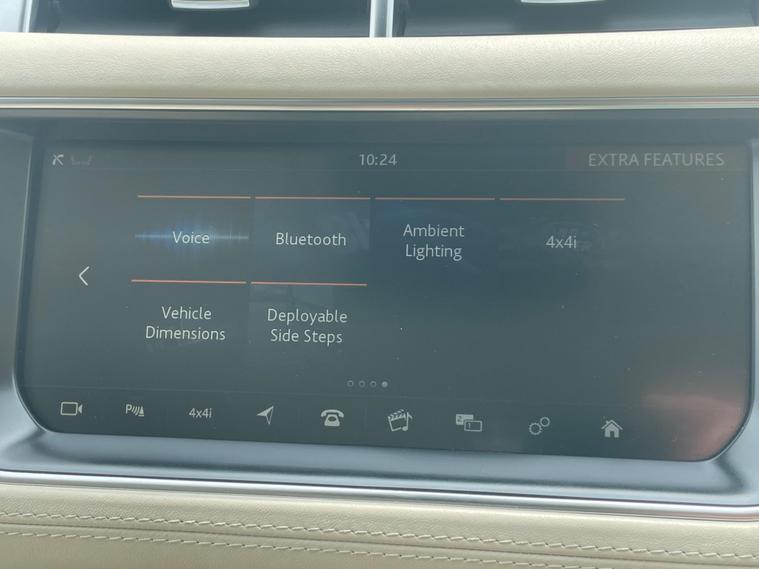 10:24
EXTRA FEATURES
Voice
Bluetooth
Ambient
Lighting
4x4i
Vehicle
Dimensions
Deployable
Side Steps
P
4x4i